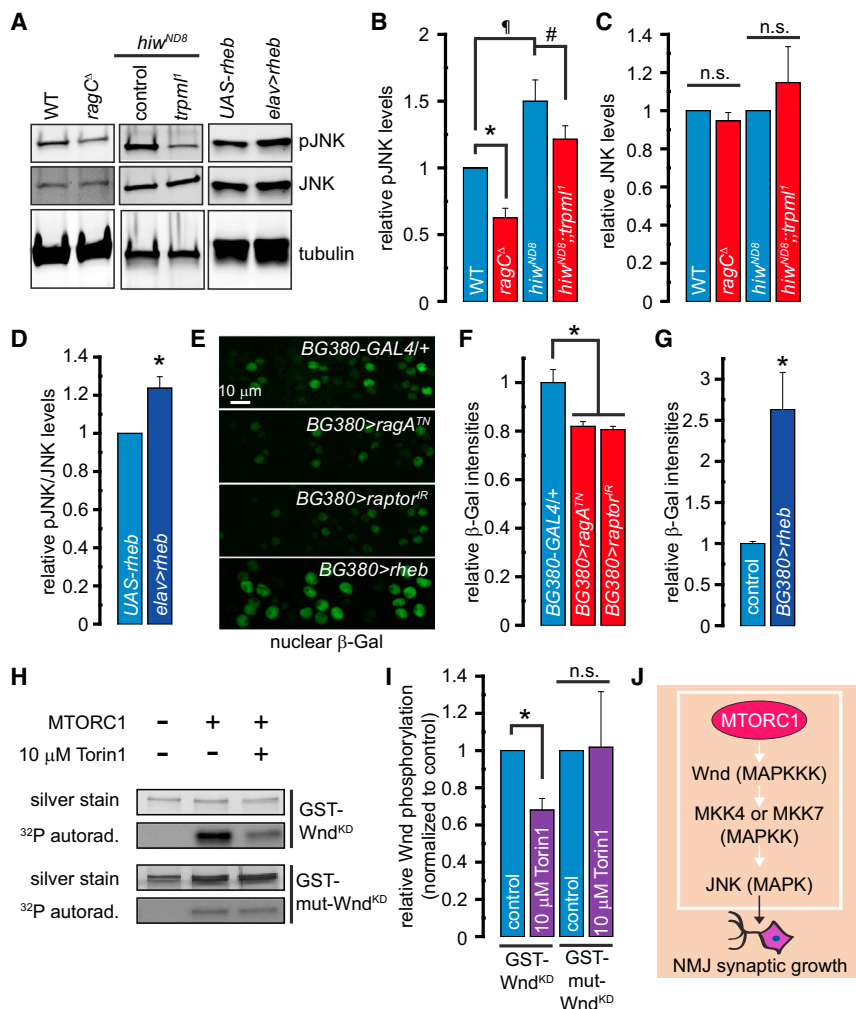 A
hiwND8
WT
ragCΔ
control
trpml1
UAS-rheb
elav>rheb
pJNK
JNK
tubulin
B
relative pJNK levels
2
1.5
1
0.5
0
¶
#
*
WT
ragCΔ
hiwND8
hiwND8;;trpml1
C
relative JNK levels
1.4
1.2
1
0.8
0.6
0.4
0.2
0
n.s.
n.s.
WT
ragCΔ
hiwND8
hiwND8;;trpml1
D
relative pJNK/JNK levels
1.4
1.2
1
0.8
0.6
0.4
0.2
0
*
UAS-rheb
elav>rheb
E
BG380-GAL4/+
10 μm
BG380>ragATN
BG380>raptorIR
BG380>rheb
nuclear β-Gal
F
relative β-Gal intensities
1
0.8
0.6
0.4
0.2
0
*
BG380-GAL4/+
BG380>ragATN
BG380>raptorIR
G
relative β-Gal intensities
2.5
2
1.5
1
0.5
0
3
*
control
BG380>rheb
H
MTORC1 - + +
10 μM Torin1 - - +
silver stain
32P autorad.
GST-
WndKD
silver stain
32P autorad.
GST-
mut-WndKD
I
relative Wnd phosphorylation
(normalized to control)
1.4
1.2
1
0.8
0.6
0.4
0.2
0
*
n.s.
control
10 μM Torin1
control
10 μM Torin1
GST-
WndKD
GST-
mut-
WndKD
J
MTORC1
Wnd (MAPKKK)
MKK4 or MKK7
(MAPKK)
JNK (MAPK)
NMJ synaptic growth